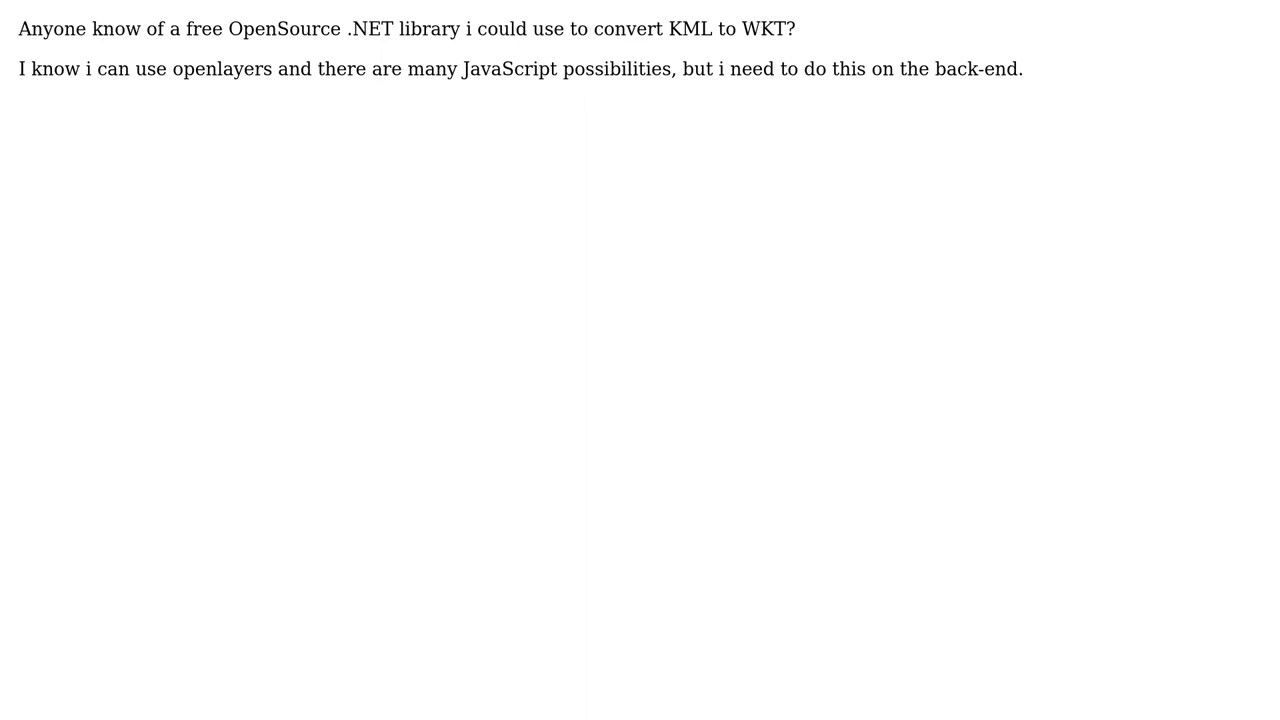 Anyone know of a free OpenSource .NET library i could use to convert KML to WKT?
I know i can use openlayers and there are many JavaScript possibilities, but i need to do this on the back-end.